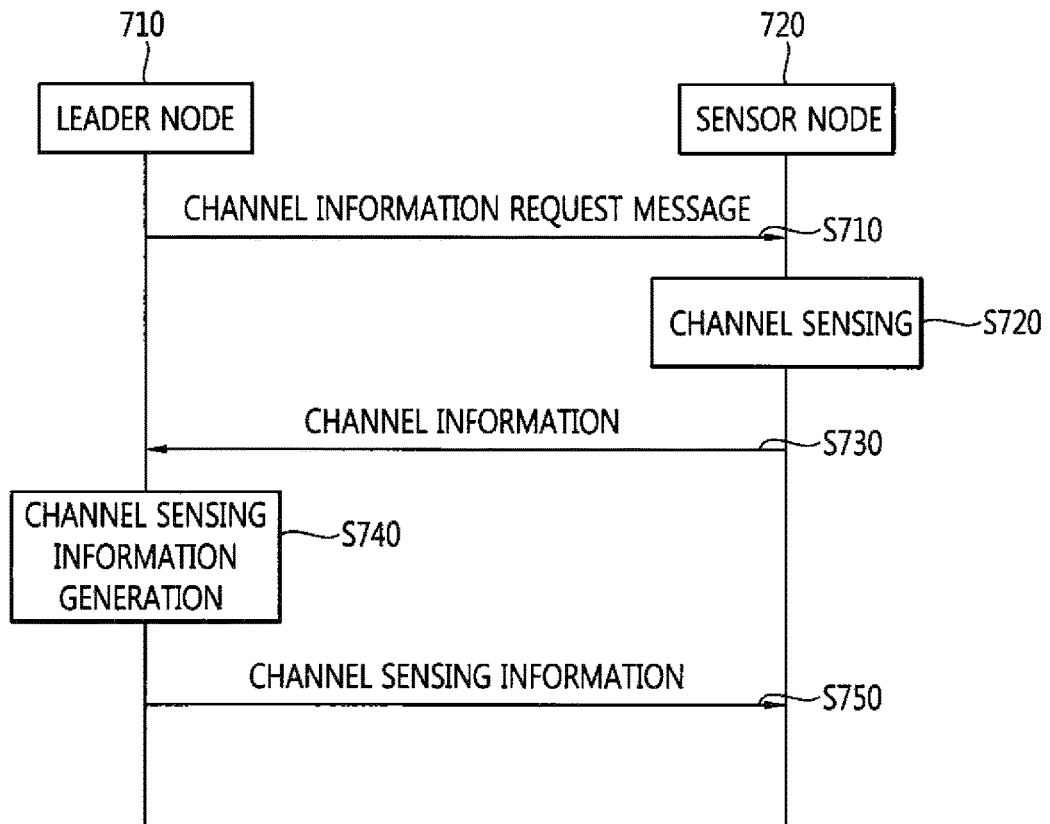 710
720
LEADER NODE
SENSOR NODE
CHANNEL INFORMATION REQUEST MESSAGE
S710
CHANNEL SENSING
S720
CHANNEL INFORMATION
S730
CHANNEL SENSING
INFORMATION
GENERATION
S740
CHANNEL SENSING INFORMATION
S750